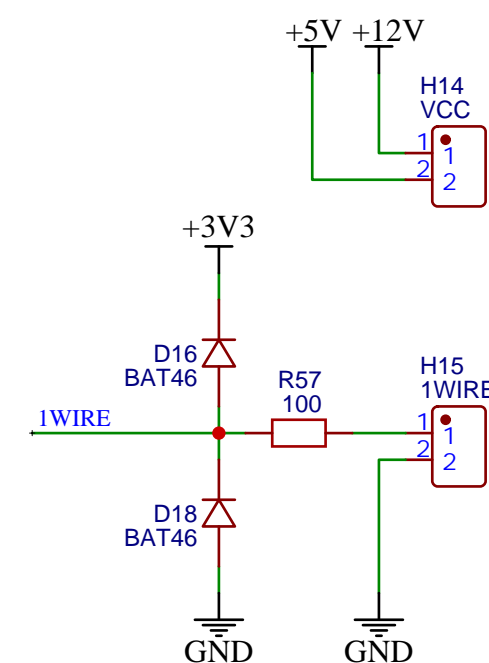 +5V +12V
H14
VCC
1 1
2 2
+3V3
D16
BAT46
R57
100
H15
1WIRE
1WIRE
1 1
2 2
D18
BAT46
GND GND